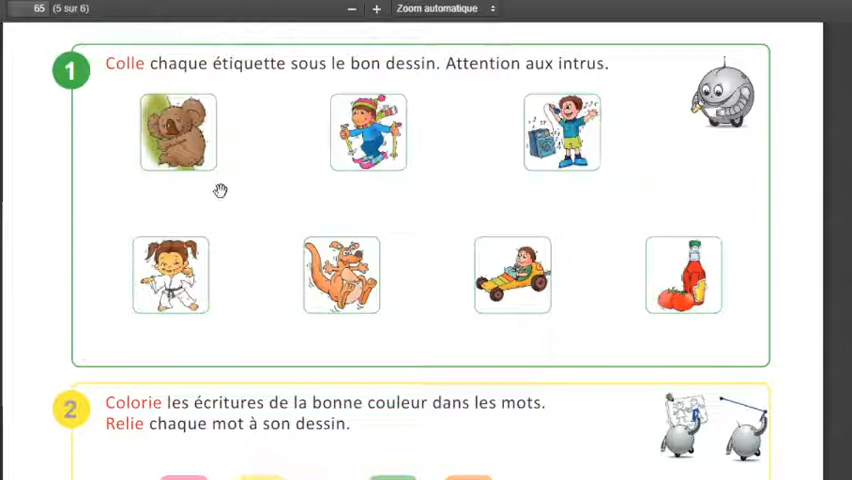 65 (5 sur 6) Zoom automatique
1 Colle chaque étiquette sous le bon dessin. Attention aux intrus.
2 Colorie les écritures de la bonne couleur dans les mots.
Relie chaque mot à son dessin.